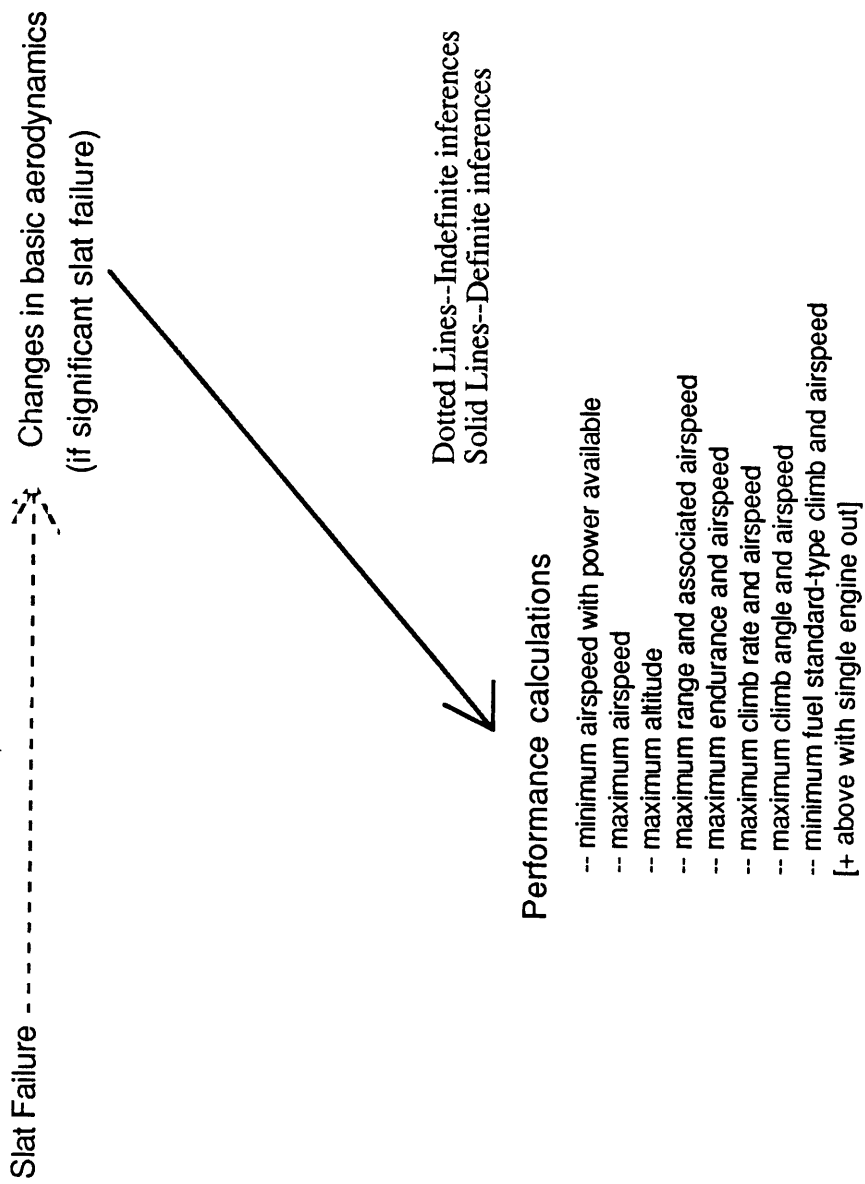 Slat Failure
Changes in basic aerodynamics
(if significant slat failure)
Dotted Lines--Indefinite inferences
Solid Lines--Definite inferences
Performance calculations
-- minimum airspeed with power available
-- maximum airspeed
-- maximum altitude
-- maximum range and associated airspeed
-- maximum endurance and airspeed
-- maximum climb rate and airspeed
-- maximum climb angle and airspeed
-- minimum fuel standard-type climb and airspeed
[+ above with single engine out]